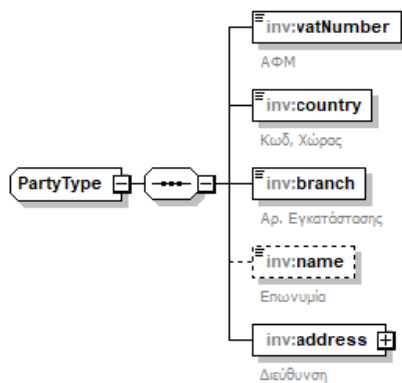 inv:vatNumber
ΑΦΜ
inv:country
Κωδ, Χώρας
PartyType
inv:branch
Αρ. Εγκατάστασης
inv:name
Επωνυμία
inv:address
Διεύθυνση